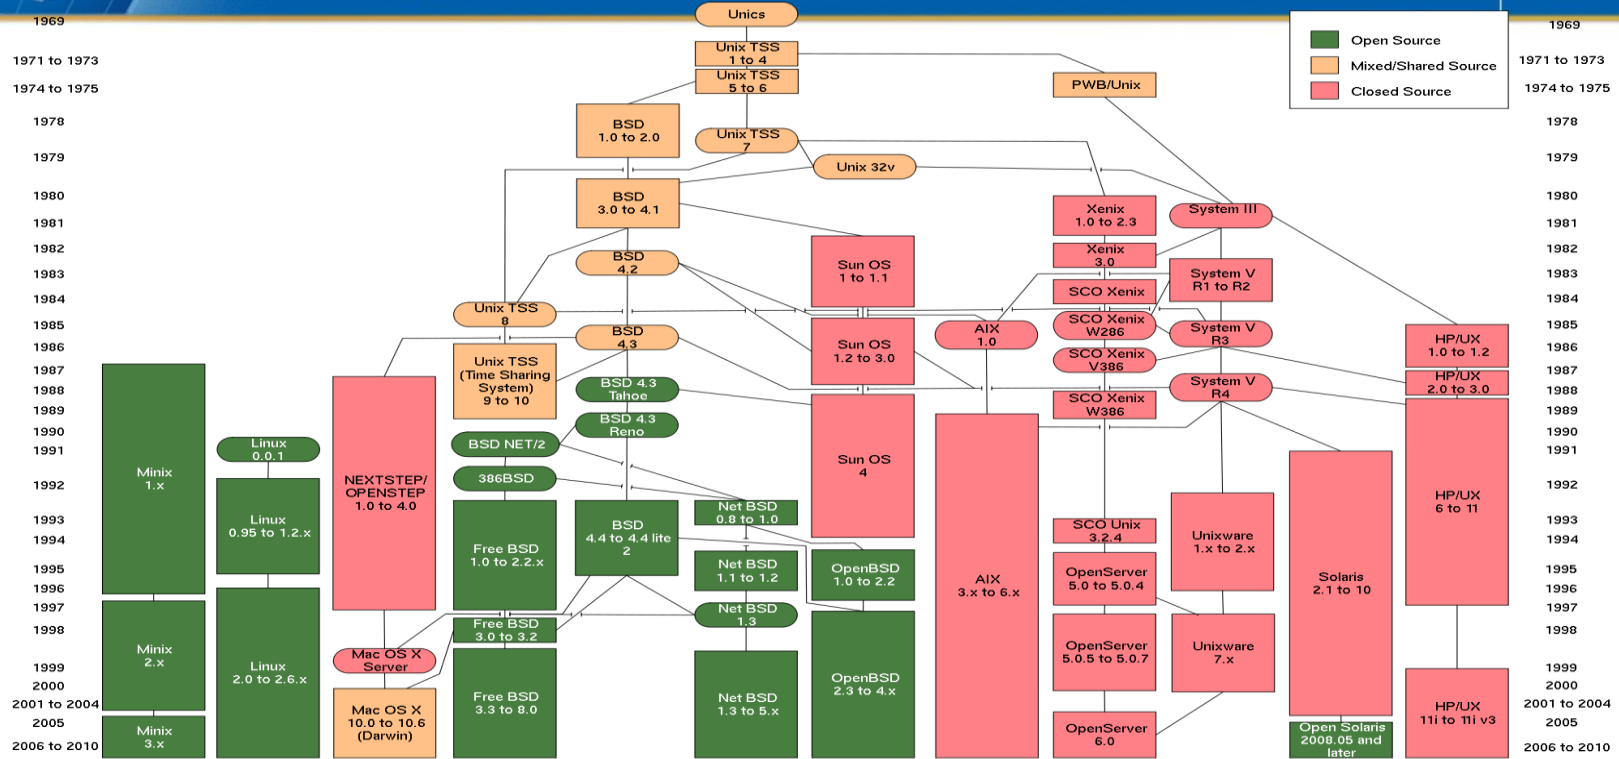 1969
1971 to 1973
1974 to 1975
1978
1979
1980
1981
1982
1983
1984
1985
1986
1987
1988
1989
1990
1991
1992
1993
1994
1995
1996
1997
1998
1999
2000
2001 to 2004
2005
2006 to 2010
Minix
1.x
Minix
2.x
Minix
3.x
Linux
0.0.1
Linux
0.95 to 1.2.x
Linux
2.0 to 2.6.x
NEXTSTEP/
OPENSTEP
1.0 to 4.0
Mac OS X
Server
Mac OS X
10.0 to 10.6
(Darwin)
Unix TSS
8
Unix TSS
(Time Sharing
System)
9 to 10
BSD NET/2
386BSD
Free BSD
1.0 to 2.2.x
Free BSD
3.0 to 3.2
Free BSD
3.3 to 8.0
BSD
1.0 to 2.0
BSD
3.0 to 4.1
BSD
4.2
BSD
4.3
BSD 4.3
Tahoe
BSD 4.3
Reno
BSD
4.4 to 4.4 lite
2
Unics
Unix TSS
1 to 4
Unix TSS
5 to 6
Unix TSS
7
Unix 32v
Net BSD
0.8 to 1.0
Net BSD
1.1 to 1.2
Net BSD
1.3
Net BSD
1.3 to 5.x
Sun OS
1 to 1.1
Sun OS
1.2 to 3.0
Sun OS
4
OpenBSD
1.0 to 2.2
OpenBSD
2.3 to 4.x
AIX
1.0
AIX
3.x to 6.x
PWB/Unix
Xenix
1.0 to 2.3
Xenix
3.0
SCO Xenix
SCO Xenix
W286
SCO Xenix
V386
SCO Xenix
W386
SCO Unix
3.2.4
OpenServer
5.0 to 5.0.4
OpenServer
5.0.5 to 5.0.7
OpenServer
6.0
System III
System V
R1 to R2
System V
R3
System V
R4
Unixware
1.x to 2.x
Unixware
7.x
Solaris
2.1 to 10
Open Solaris
2008.05 and
later
HP/UX
1.0 to 1.2
HP/UX
2.0 to 3.0
HP/UX
6 to 11
HP/UX
11i to 11i v3
Open Source
Mixed/Shared Source
Closed Source
1969
1971 to 1973
1974 to 1975
1978
1979
1980
1981
1982
1983
1984
1985
1986
1987
1988
1989
1990
1991
1992
1993
1994
1995
1996
1997
1998
1999
2000
2001 to 2004
2005
2006 to 2010